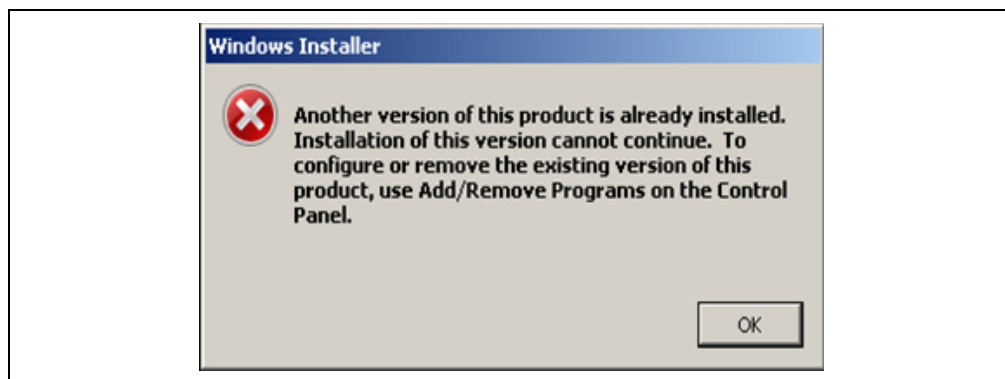 Windows Installer
Another version of this product is already installed.
Installation of this version cannot continue.  To
configure or remove the existing version of this
product, use Add/Remove Programs on the Control
Panel.
OK